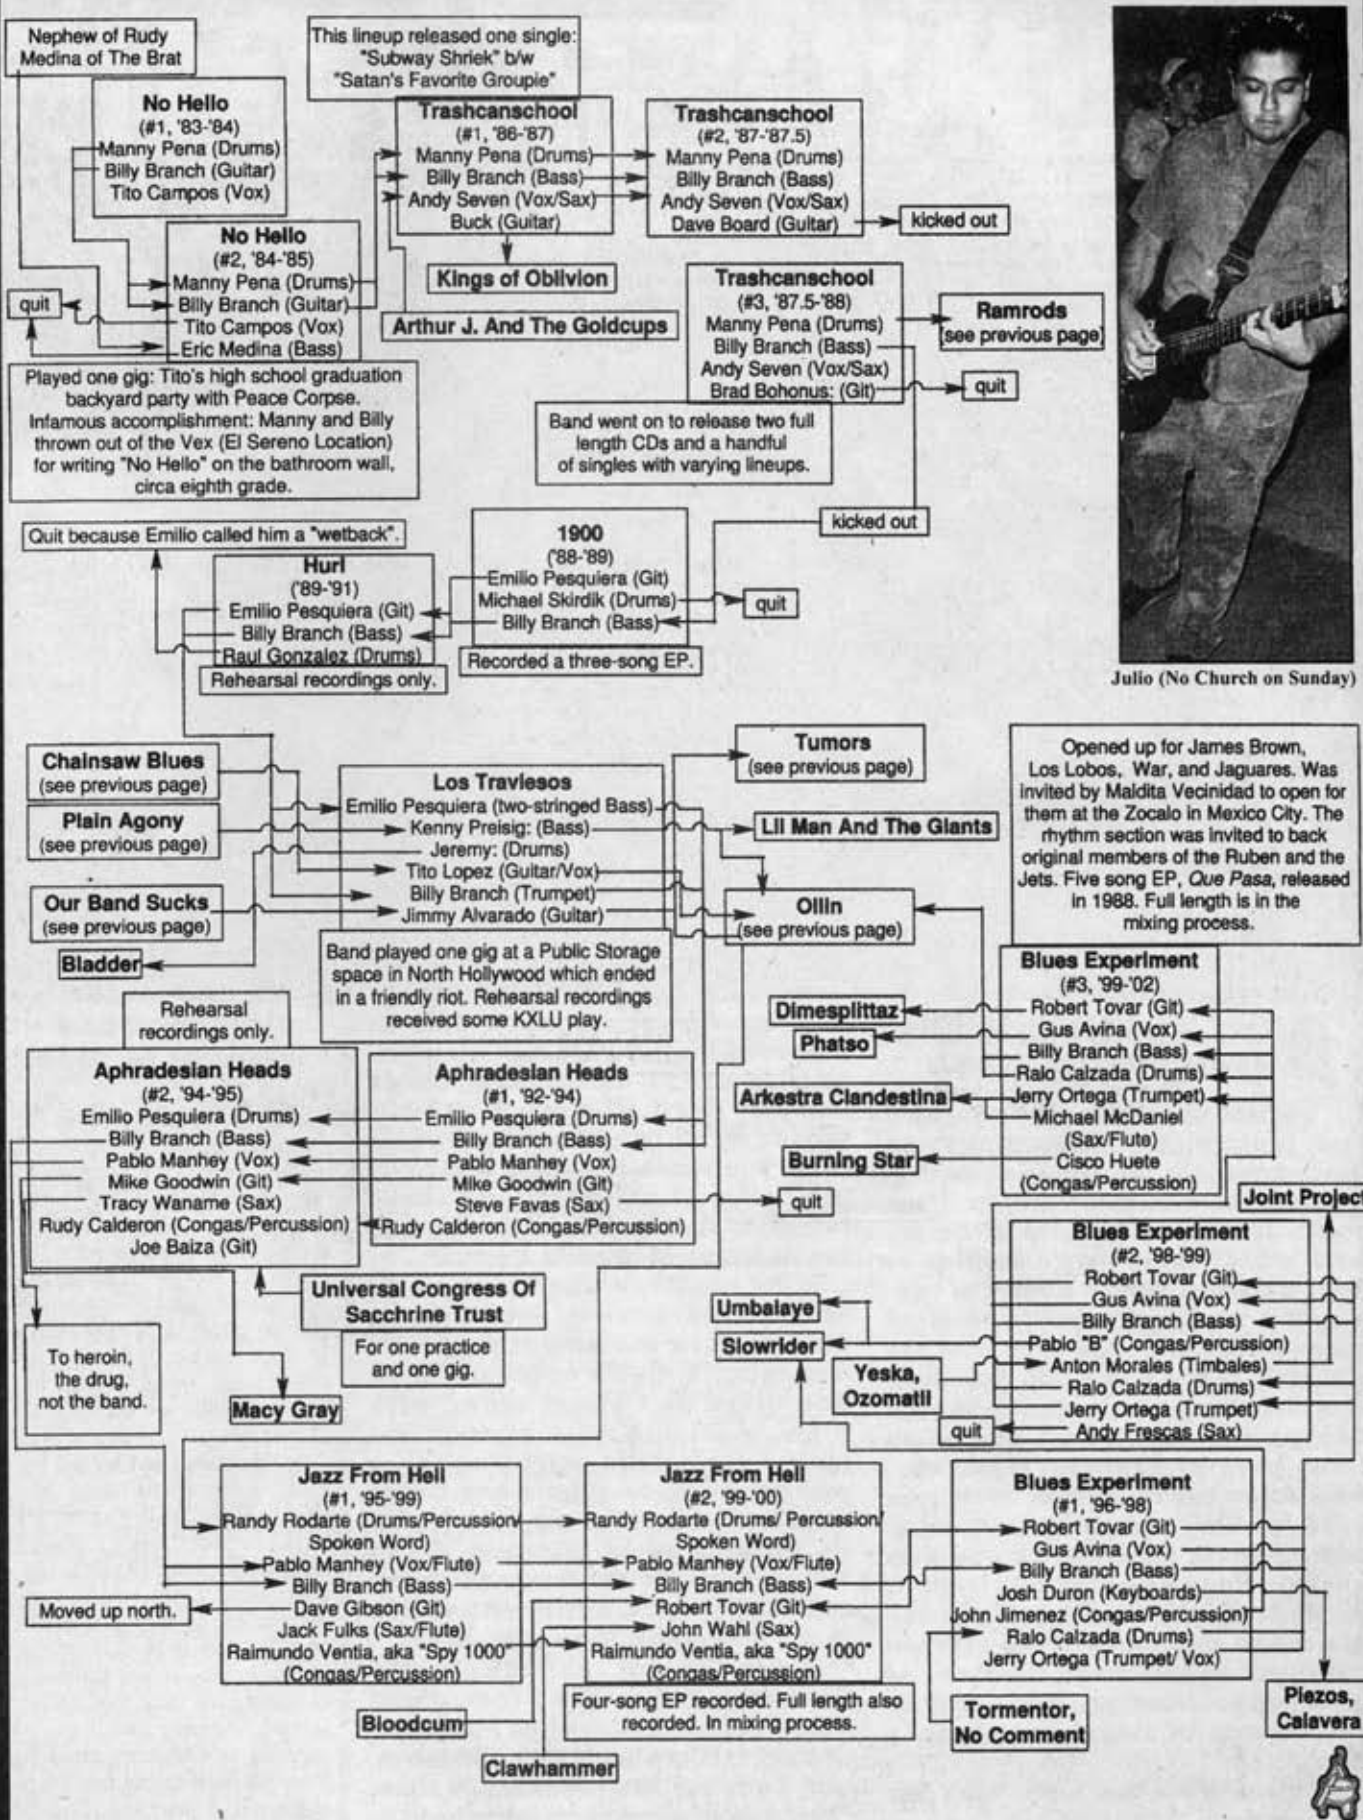 Nephew of Rudy
Medina of The Brat
This lineup released one single:
"Subway Shriek" b/w
"Satan's Favorite Groupie"
No Hello
(#1, '83-'84)
Manny Pena (Drums)
Billy Branch (Guitar)
Tito Campos (Vox)
Trashcanschool
(#1, '86-'87)
Manny Pena (Drums)
Billy Branch (Bass)
Andy Seven (Vox/Sax)
Buck (Guitar)
Trashcanschool
(#2, '87-'87.5)
Manny Pena (Drums)
Billy Branch (Bass)
Andy Seven (Vox/Sax)
Dave Board (Guitar)
kicked out
No Hello
(#2, '84-'85)
Manny Pena (Drums)
Billy Branch (Guitar)
Tito Campos (Vox)
Eric Medina (Bass)
quit
Kings of Oblivion
Arthur J. And The Goldcups
Trashcanschool
(#3, '87.5-'88)
Manny Pena (Drums)
Billy Branch (Bass)
Andy Seven (Vox/Sax)
Brad Bohonus: (Git)
Ramrods
(see previous page)
quit
Played one gig: Tito's high school graduation
backyard party with Peace Corpse.
Infamous accomplishment: Manny and Billy
thrown out of the Vex (El Sereno Location)
for writing "No Hello" on the bathroom wall,
circa eighth grade.
Band went on to release two full
length CDs and a handful
of singles with varying lineups.
kicked out
Quit because Emilio called him a "wetback".
Hurl
('89-'91)
Emilio Pesquiera (Git)
Billy Branch (Bass)
Raul Gonzalez (Drums)
Rehearsal recordings only.
1900
('88-'89)
Emilio Pesquiera (Git)
Michael Skirdik (Drums)
Billy Branch (Bass)
quit
Recorded a three-song EP.
Julio (No Church on Sunday)
Chainsaw Blues
(see previous page)
Plain Agony
(see previous page)
Our Band Sucks
(see previous page)
Bladder
Los Traviesos
Emilio Pesquiera (two-stringed Bass)
Kenny Preisig: (Bass)
Jeremy: (Drums)
Tito Lopez (Guitar/Vox)
Billy Branch (Trumpet)
Jimmy Alvarado (Guitar)
Band played one gig at a Public Storage
space in North Hollywood which ended
in a friendly riot. Rehearsal recordings
received some KXLU play.
Tumors
(see previous page)
Lil Man And The Giants
Ollin
(see previous page)
Opened up for James Brown,
Los Lobos, War, and Jaguares. Was
invited by Maldita Vecinidad to open for
them at the Zocalo in Mexico City. The
rhythm section was invited to back
original members of the Ruben and the
Jets. Five song EP, Que Pasa, released
in 1988. Full length is in the
mixing process.
Blues Experiment
(#3, '99-'02)
Robert Tovar (Git)
Gus Avina (Vox)
Billy Branch (Bass)
Ralo Calzada (Drums)
Jerry Ortega (Trumpet)
Michael McDaniel
(Sax/Flute)
Cisco Huete
(Congas/Percussion)
Dimesplittaz
Phatso
Arkestra Clandestina
Burning Star
Rehearsal
recordings only.
Aphradesian Heads
(#2, '94-'95)
Emilio Pesquiera (Drums)
Billy Branch (Bass)
Pablo Manhey (Vox)
Mike Goodwin (Git)
Tracy Waname (Sax)
Rudy Calderon (Congas/Percussion)
Joe Baiza (Git)
Aphradesian Heads
(#1, '92-'94)
Emilio Pesquiera (Drums)
Billy Branch (Bass)
Pablo Manhey (Vox)
Mike Goodwin (Git)
Steve Favas (Sax)
Rudy Calderon (Congas/Percussion)
quit
Joint Project
Blues Experiment
(#2, '98-'99)
Robert Tovar (Git)
Gus Avina (Vox)
Billy Branch (Bass)
Pablo "B" (Congas/Percussion)
Anton Morales (Timbales)
Ralo Calzada (Drums)
Jerry Ortega (Trumpet)
Andy Frescas (Sax)
Universal Congress Of
Sacchrine Trust
For one practice
and one gig.
Umbalaye
Slowrider
Yeska,
Ozomatli
quit
To heroin,
the drug,
not the band.
Macy Gray
Jazz From Hell
(#1, '95-'99)
Randy Rodarte (Drums/Percussion/
Spoken Word)
Pablo Manhey (Vox/Flute)
Billy Branch (Bass)
Dave Gibson (Git)
Jack Fulks (Sax/Flute)
Raimundo Ventia, aka "Spy 1000"
(Congas/Percussion)
Moved up north.
Jazz From Hell
(#2, '99-'00)
Randy Rodarte (Drums/ Percussion/
Spoken Word)
Pablo Manhey (Vox/Flute)
Billy Branch (Bass)
Robert Tovar (Git)
John Wahl (Sax)
Raimundo Ventia, aka "Spy 1000"
(Congas/Percussion)
Four-song EP recorded. Full length also
recorded. In mixing process.
Blues Experiment
(#1, '96-'98)
Robert Tovar (Git)
Gus Avina (Vox)
Billy Branch (Bass)
Josh Duron (Keyboards)
John Jimenez (Congas/Percussion)
Ralo Calzada (Drums)
Jerry Ortega (Trumpet/ Vox)
Bloodcum
Clawhammer
Tormentor,
No Comment
Piezos,
Calavera